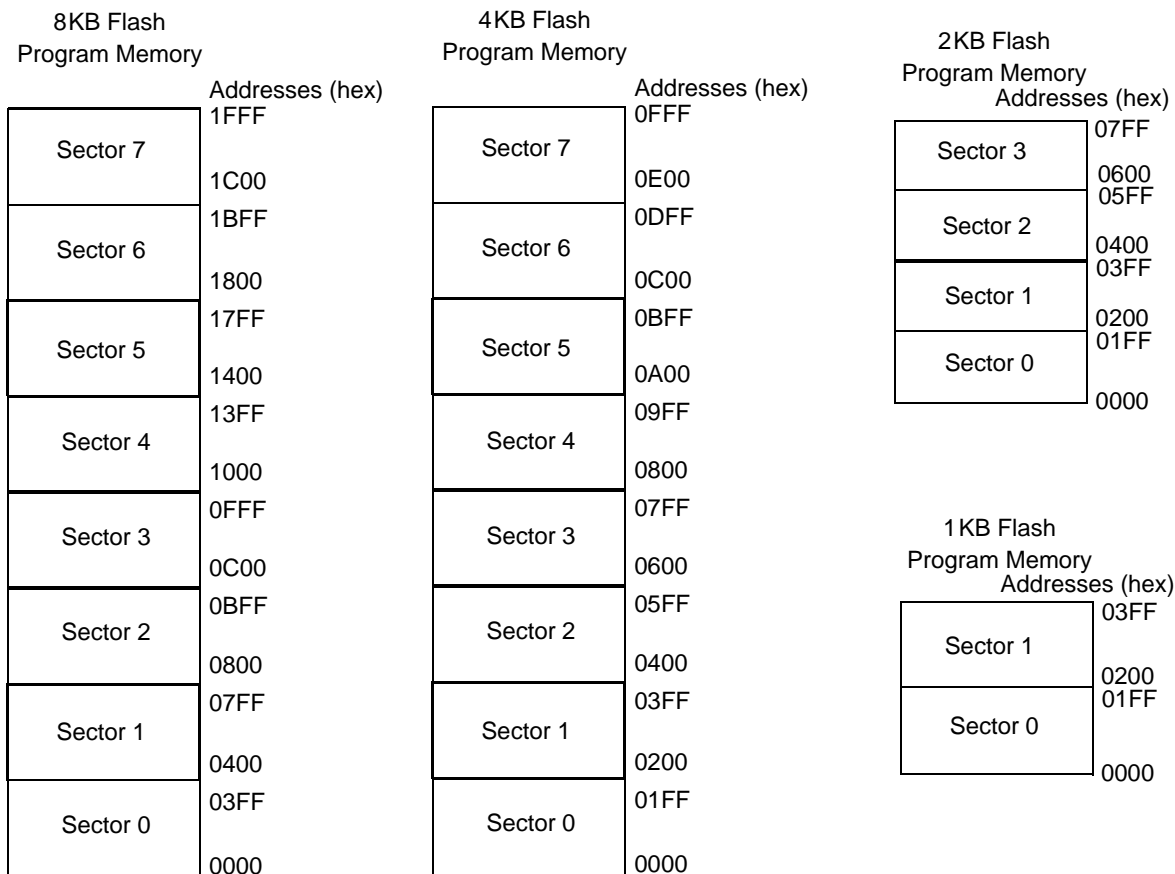 8KB Flash
Program Memory
Addresses (hex)
1FFF
Sector 7
1C00
1BFF
Sector 6
1800
17FF
Sector 5
1400
13FF
Sector 4
1000
0FFF
Sector 3
0C00
0BFF
Sector 2
0800
07FF
Sector 1
0400
03FF
Sector 0
0000
4KB Flash
Program Memory
Addresses (hex)
0FFF
Sector 7
0E00
0DFF
Sector 6
0C00
0BFF
Sector 5
0A00
09FF
Sector 4
0800
07FF
Sector 3
0600
05FF
Sector 2
0400
03FF
Sector 1
0200
01FF
Sector 0
0000
2KB Flash
Program Memory
Addresses (hex)
07FF
Sector 3
0600
05FF
Sector 2
0400
03FF
Sector 1
0200
01FF
Sector 0
0000
1KB Flash
Program Memory
Addresses (hex)
03FF
Sector 1
0200
01FF
Sector 0
0000